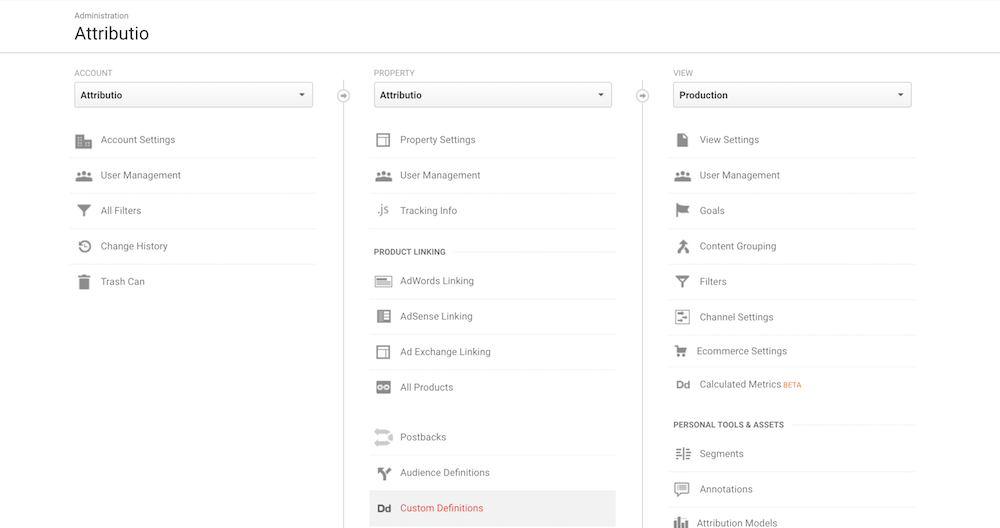 Administration
Attributio
ACCOUNT
Attributio
Account Settings
User Management
All Filters
Change History
Trash Can
PROPERTY
Attributio
Property Settings
User Management
.js Tracking Info
PRODUCT LINKING
AdWords Linking
AdSense Linking
Ad Exchange Linking
All Products
Postbacks
Audience Definitions
Dd Custom Definitions
VIEW
Production
View Settings
User Management
Goals
Content Grouping
Filters
Channel Settings
Ecommerce Settings
Dd Calculated Metrics BETA
PERSONAL TOOLS & ASSETS
Segments
Annotations
Attribution Models